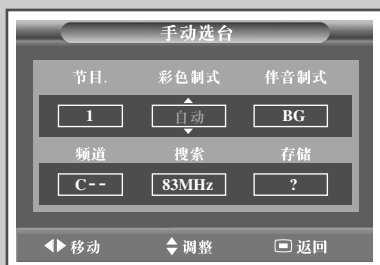 手动选台
节目. 彩色制式 伴音制式
1 自动 BG
频道 搜索 存储
C-- 83MHz ?
移动 调整 返回